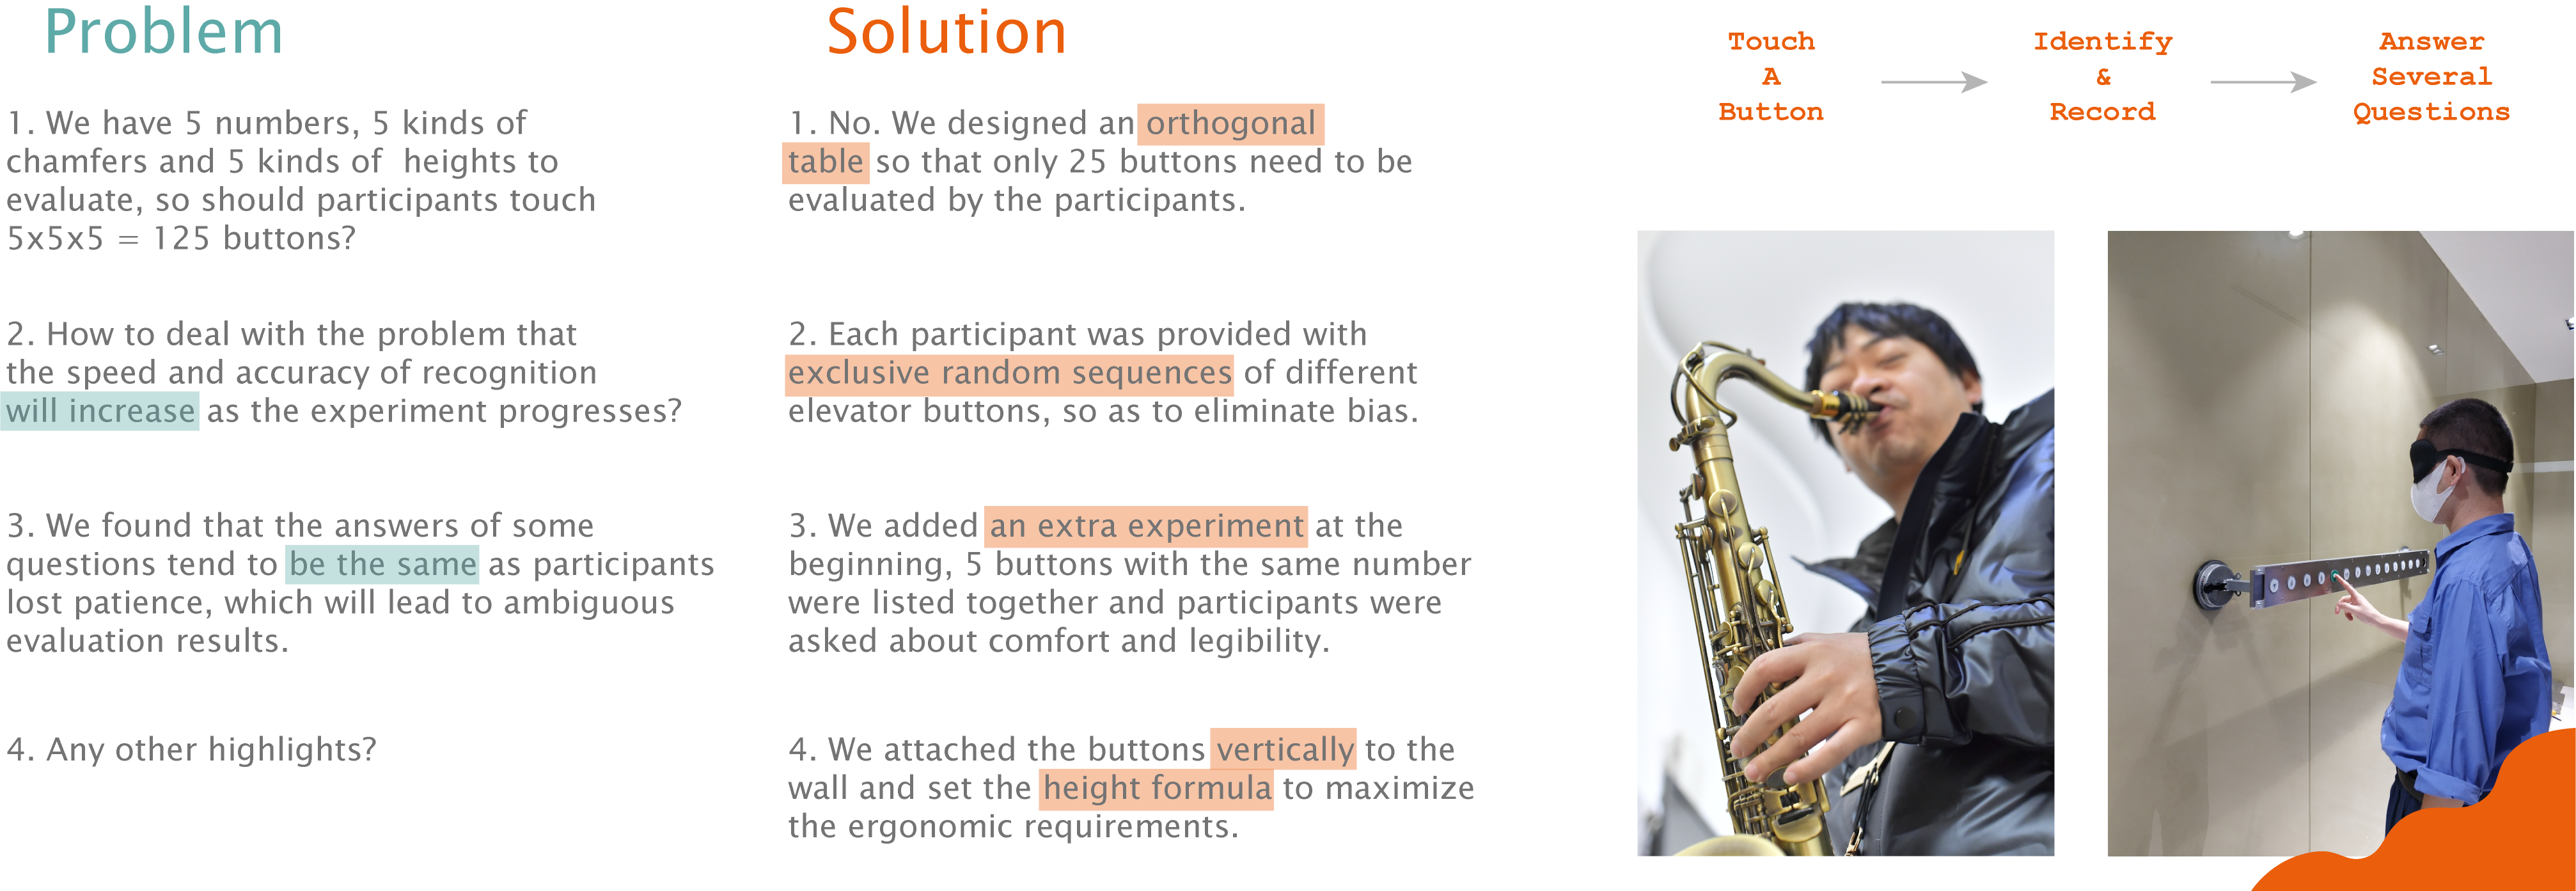 Problem
1. We have 5 numbers, 5 kinds of
chamfers and 5 kinds of  heights to
evaluate, so should participants touch
5x5x5 = 125 buttons?
2. How to deal with the problem that
the speed and accuracy of recognition
will increase as the experiment progresses?
3. We found that the answers of some
questions tend to be the same as participants
lost patience, which will lead to ambiguous
evaluation results.
4. Any other highlights?
Solution
1. No. We designed an orthogonal
table so that only 25 buttons need to be
evaluated by the participants.
2. Each participant was provided with
exclusive random sequences of different
elevator buttons, so as to eliminate bias.
3. We added an extra experiment at the
beginning, 5 buttons with the same number
were listed together and participants were
asked about comfort and legibility.
4. We attached the buttons vertically to the
wall and set the height formula to maximize
the ergonomic requirements.
Touch
A
Button
Identify
&
Record
Answer
Several
Questions